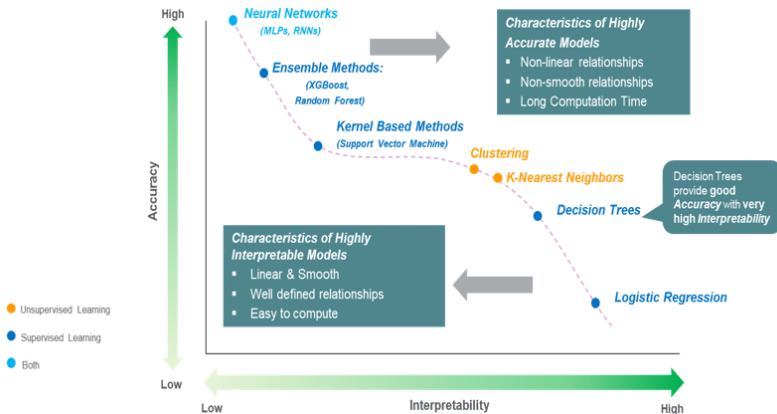 High
Neural Networks
(MLPs, RNNs)
Ensemble Methods:
(XGBoost,
Random Forest)
Kernel Based Methods
(Support Vector Machine)
Characteristics of Highly
Accurate Models
▪ Non-linear relationships
▪ Non-smooth relationships
▪ Long Computation Time
Clustering
K-Nearest Neighbors
Decision Trees
Decision Trees
provide good
Accuracy with very
high Interpretability
Accuracy
Characteristics of Highly
Interpretable Models
▪ Linear & Smooth
▪ Well defined relationships
▪ Easy to compute
Logistic Regression
Unsupervised Learning
Supervised Learning
Both
Low
Low
Interpretability
High